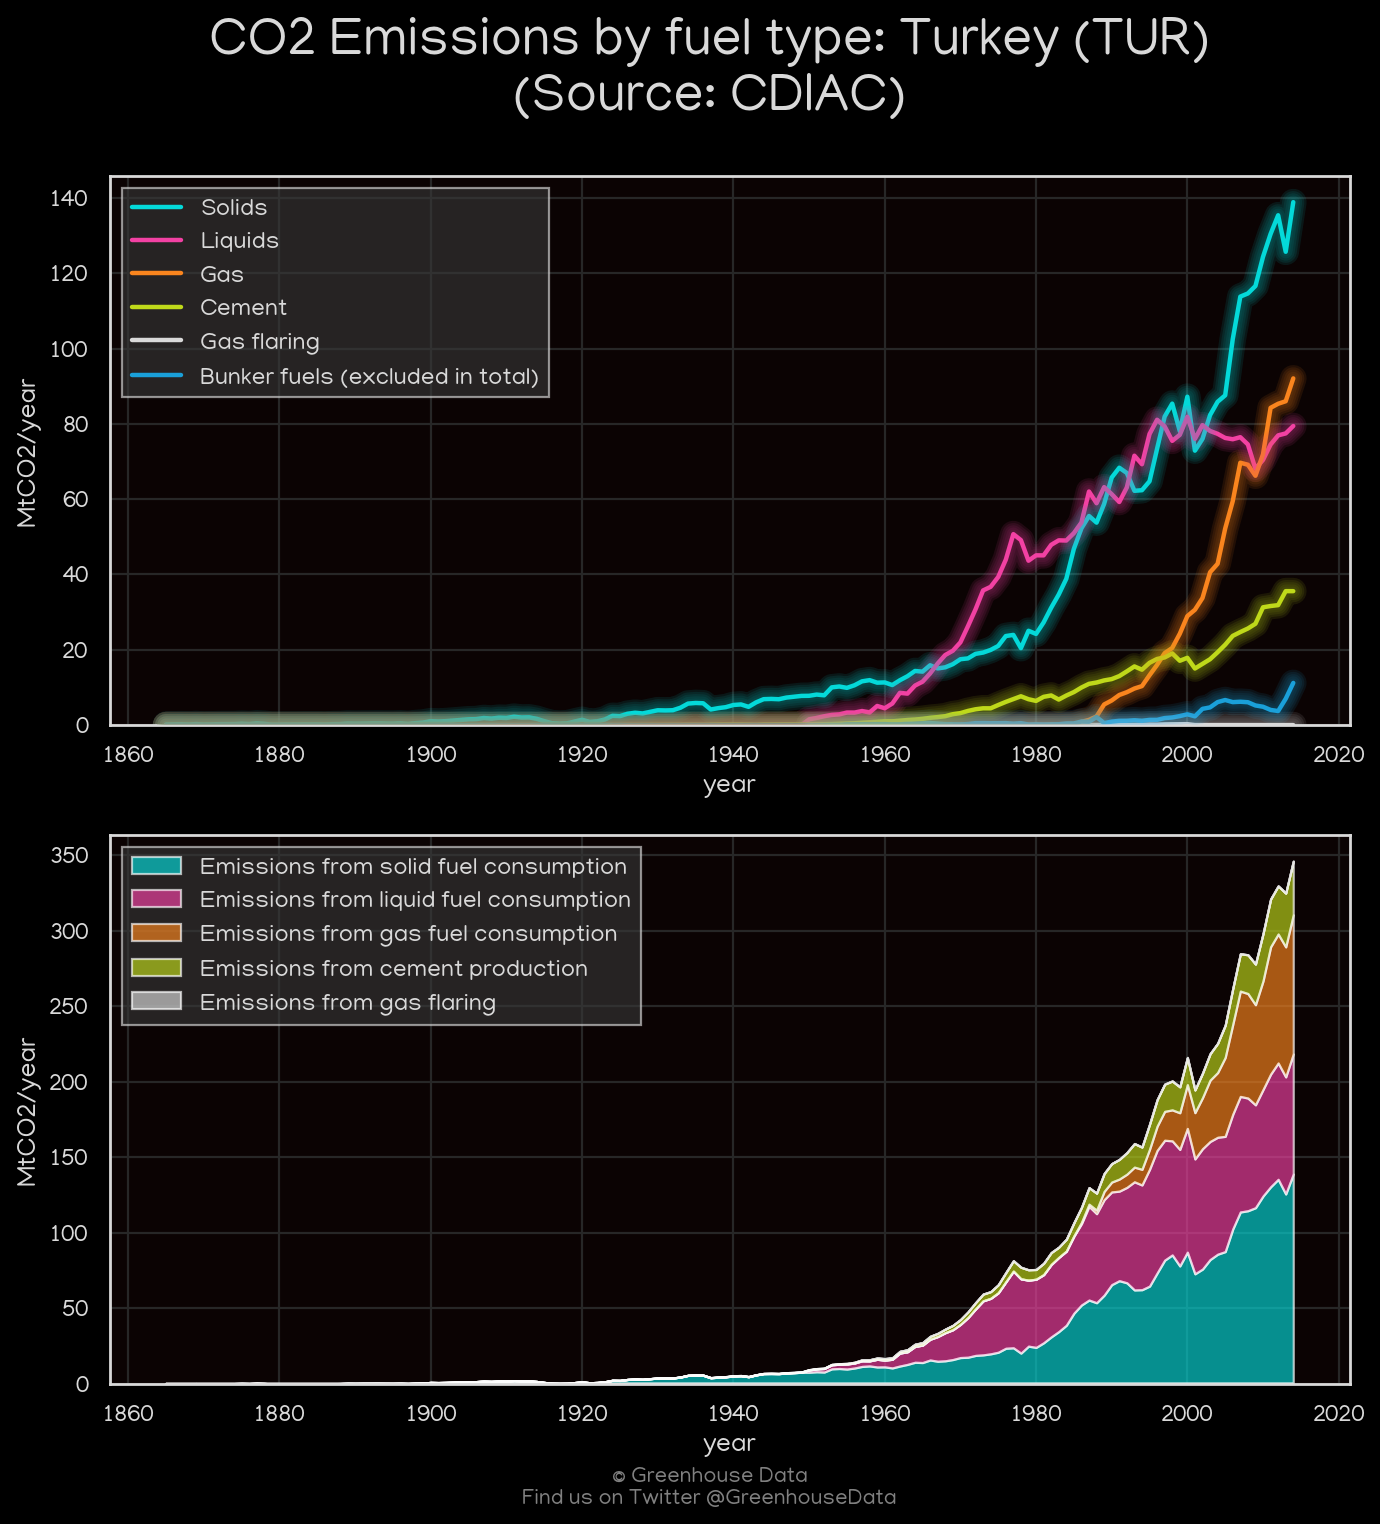 CO2 Emissions by fuel type: Turkey (TUR)
(Source: CDIAC)
MtCO2/year
140
120
100
80
60
40
20
0
Solids
Liquids
Gas
Cement
Gas flaring
Bunker fuels (excluded in total)
1860 1880 1900 1920 1940 1960 1980 2000 2020
year
MtCO2/year
350
300
250
200
150
100
50
0
Emissions from solid fuel consumption
Emissions from liquid fuel consumption
Emissions from gas fuel consumption
Emissions from cement production
Emissions from gas flaring
1860 1880 1900 1920 1940 1960 1980 2000 2020
year
© Greenhouse Data
Find us on Twitter @GreenhouseData